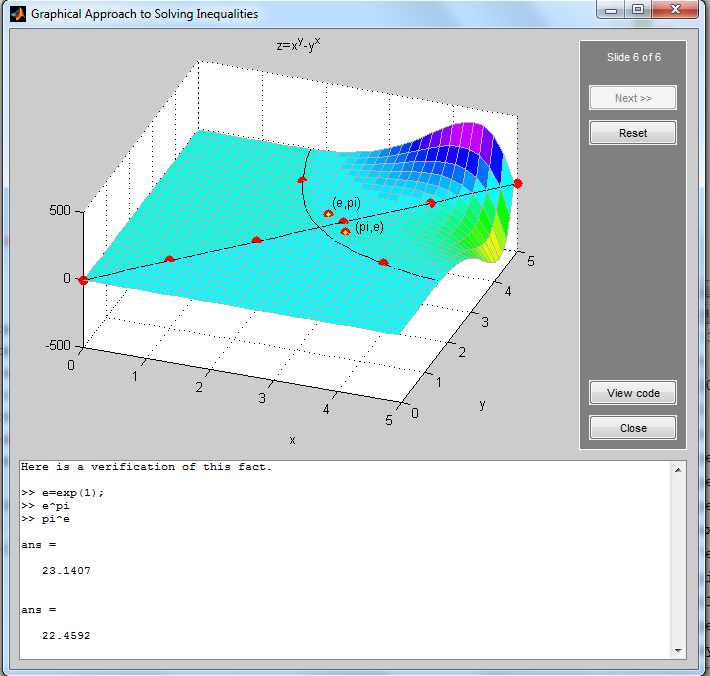 Graphical Approach to Solving Inequalities
z=x^y-y^x
Slide 6 of 6
Next >>
Reset
(e,pi)
(pi,e)
500
0
-500
0
1
2
3
4
5
x
0
1
2
3
4
5
y
View code
Close
Here is a verification of this fact.
>> e=exp(1);
>> e^pi
>> pi^e
ans =
23.1407
ans =
22.4592